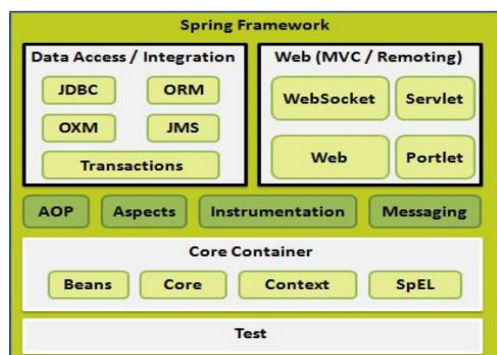 Spring Framework
Data Access / Integration
JDBC
ORM
OXM
JMS
Transactions
Web (MVC / Remoting)
WebSocket
Servlet
Web
Portlet
AOP
Aspects
Instrumentation
Messaging
Core Container
Beans
Core
Context
SpEL
Test